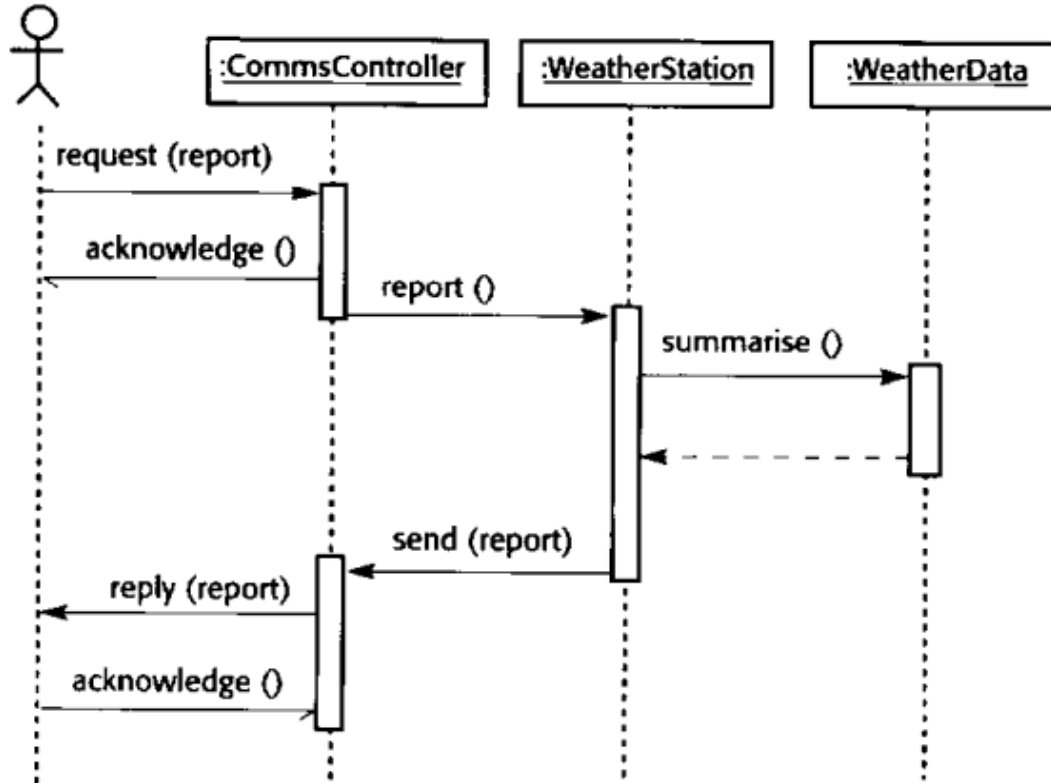 :CommsController
:WeatherStation
:WeatherData
request (report)
acknowledge ()
report ()
summarise ()
send (report)
reply (report)
acknowledge ()